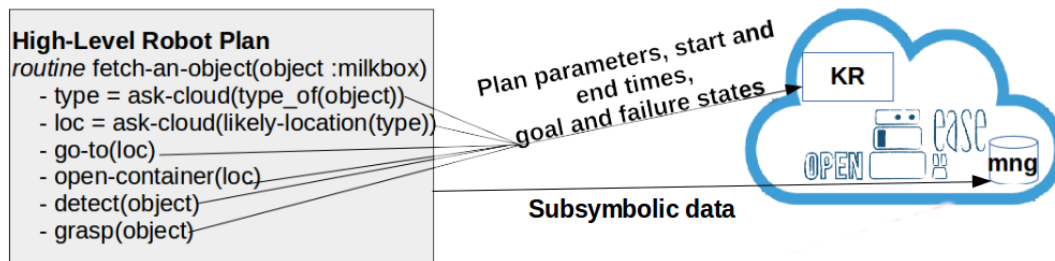 High-Level Robot Plan
routine fetch-an-object(object :milkbox)
- type = ask-cloud(type_of(object))
- loc = ask-cloud(likely-location(type))
- go-to(loc)
- open-container(loc)
- detect(object)
- grasp(object)
Plan parameters, start and
end times,
goal and failure states
Subsymbolic data
KR
OPEN ease
mng